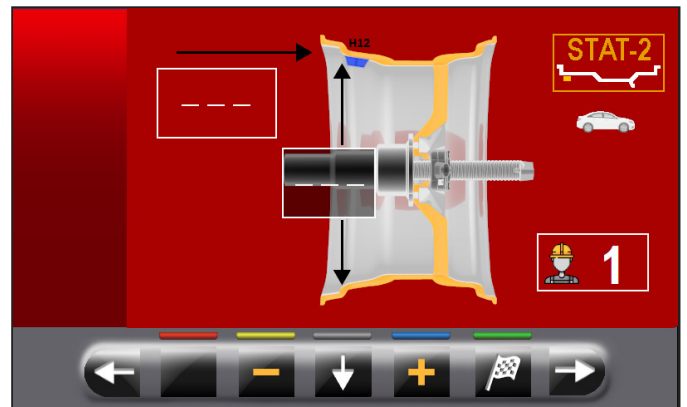 H12
STAT-2
_ _ _
_ _ _
1